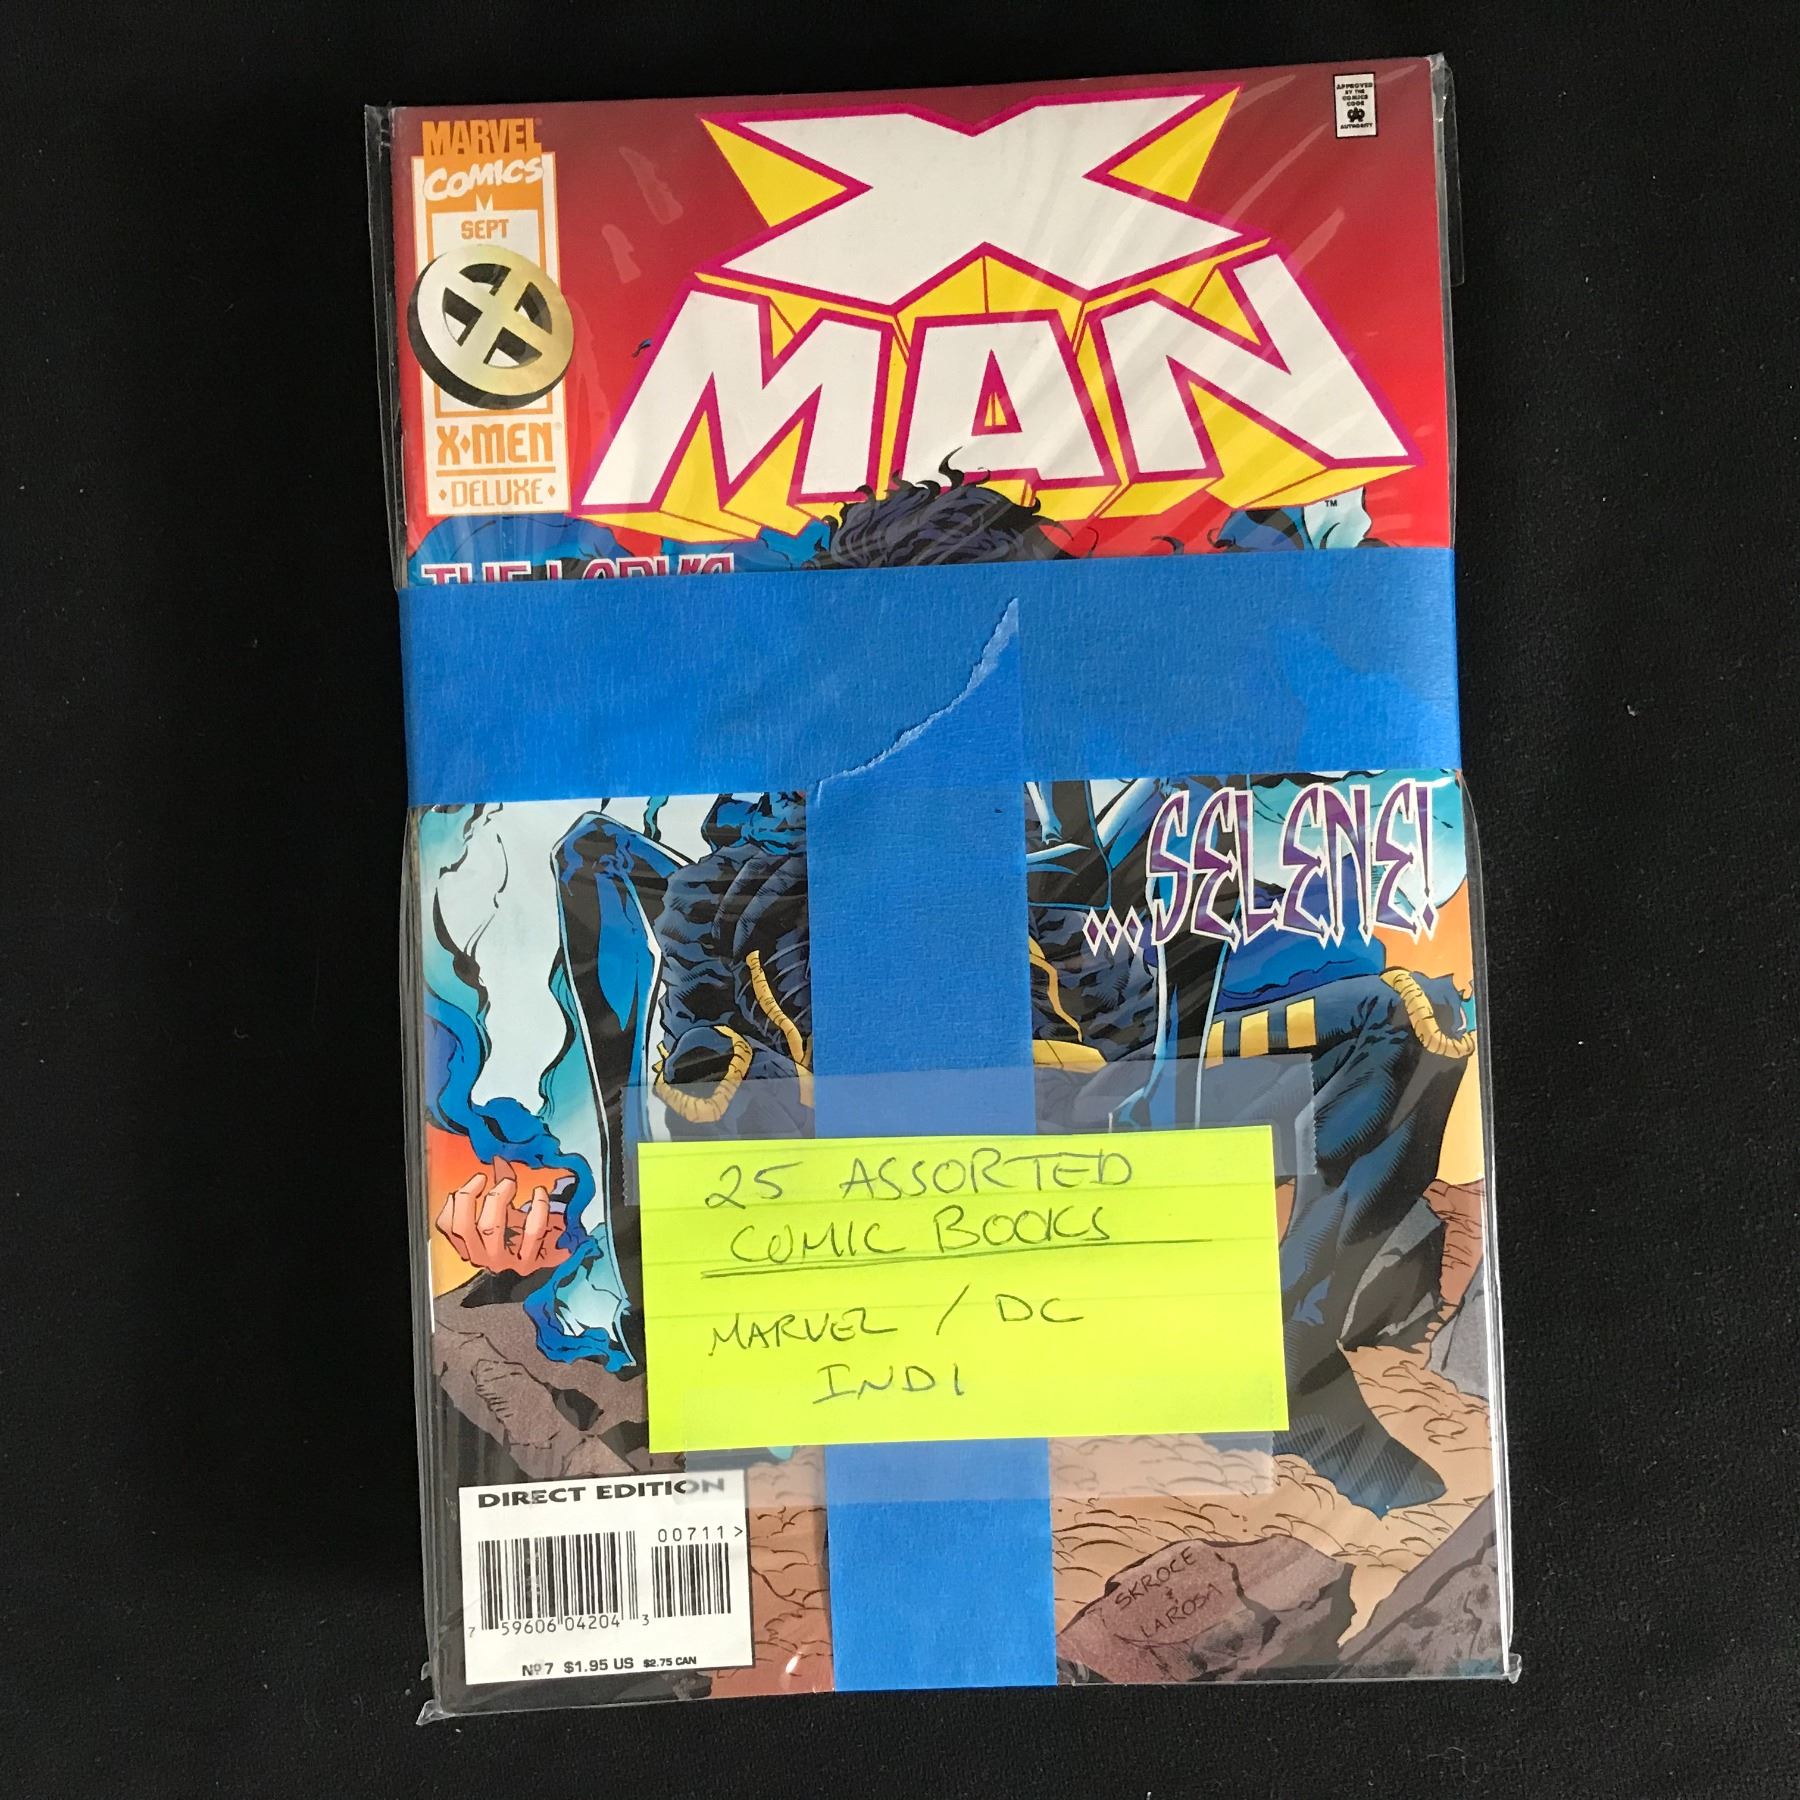 MARVEL
COMICS
SEPT
X•MEN
•DELUXE•
X
MAN
TM
APPROVED
BY THE
COMICS
CODE
AUTHORITY
...SELENE!
25 ASSORTED
COMIC BOOKS
MARVEL / DC
INDI
DIRECT EDITION
00711>
7 59606 04204 3
Nº7 $1.95 US $2.75 CAN
SKROCE
&
LAROSA